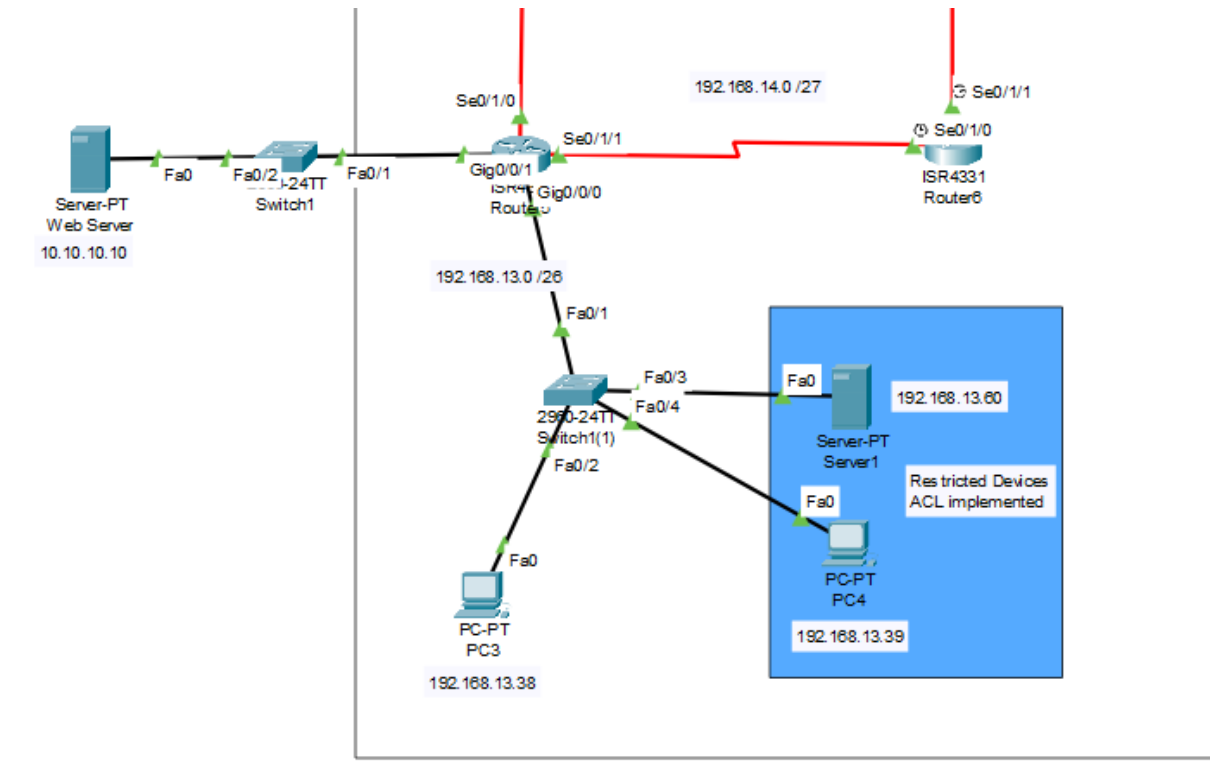 192.168.14.0 /27
Se0/1/1
Se0/1/0
Se0/1/0
Se0/1/1
ISR4331
Router6
Fa0
Fa0/2
Fa0/1
Gig0/0/1
Gig0/0/0
-24TT
Switch1
Server-PT
Web Server
10.10.10.10
192.168.13.0 /26
Fa0/1
Fa0/3
Fa0/4
Fa0
192.168.13.60
Server-PT
Server1
24TT
Switch1(1)
Fa0/2
Restricted Devices
ACL implemented
Fa0
Fa0
PC-PT
PC4
192.168.13.39
PC-PT
PC3
192.168.13.38